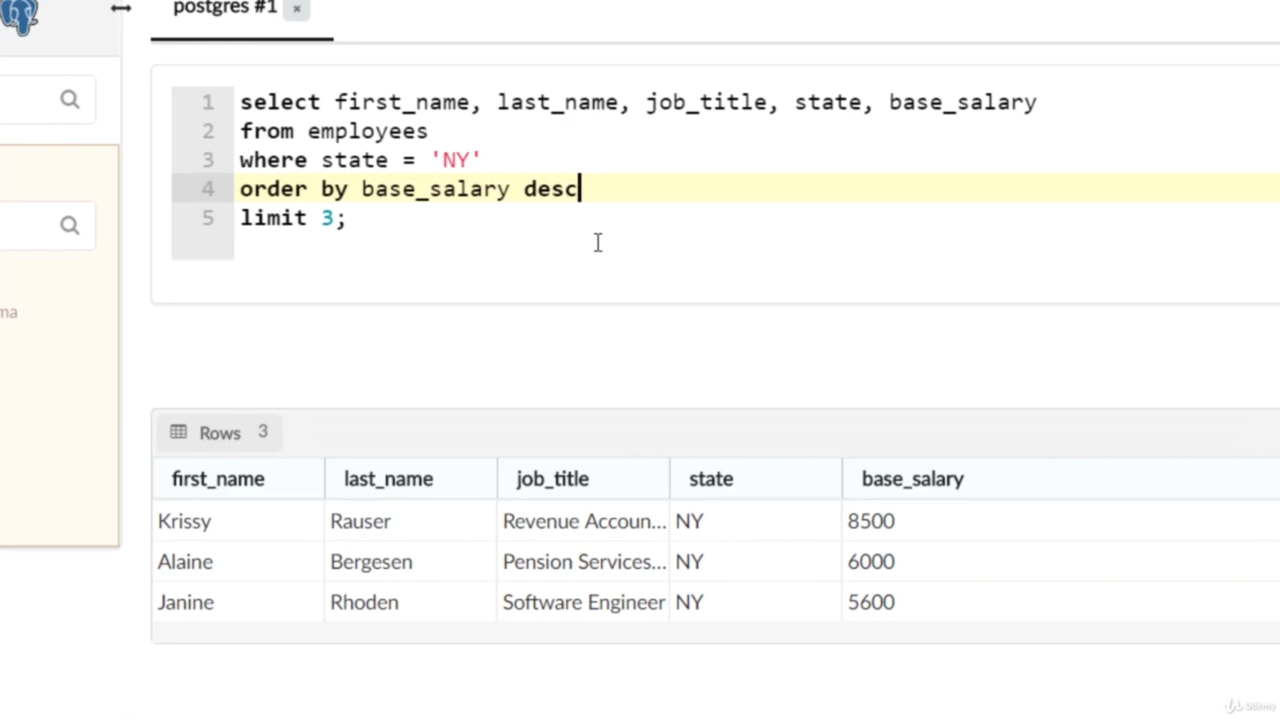 postgres #1 ×
1 select first_name, last_name, job_title, state, base_salary
2 from employees
3 where state = 'NY'
4 order by base_salary desc
5 limit 3;
ma
Rows 3
first_name last_name job_title state base_salary
Krissy Rauser Revenue Accoun... NY 8500
Alaine Bergesen Pension Services... NY 6000
Janine Rhoden Software Engineer NY 5600
Udemy